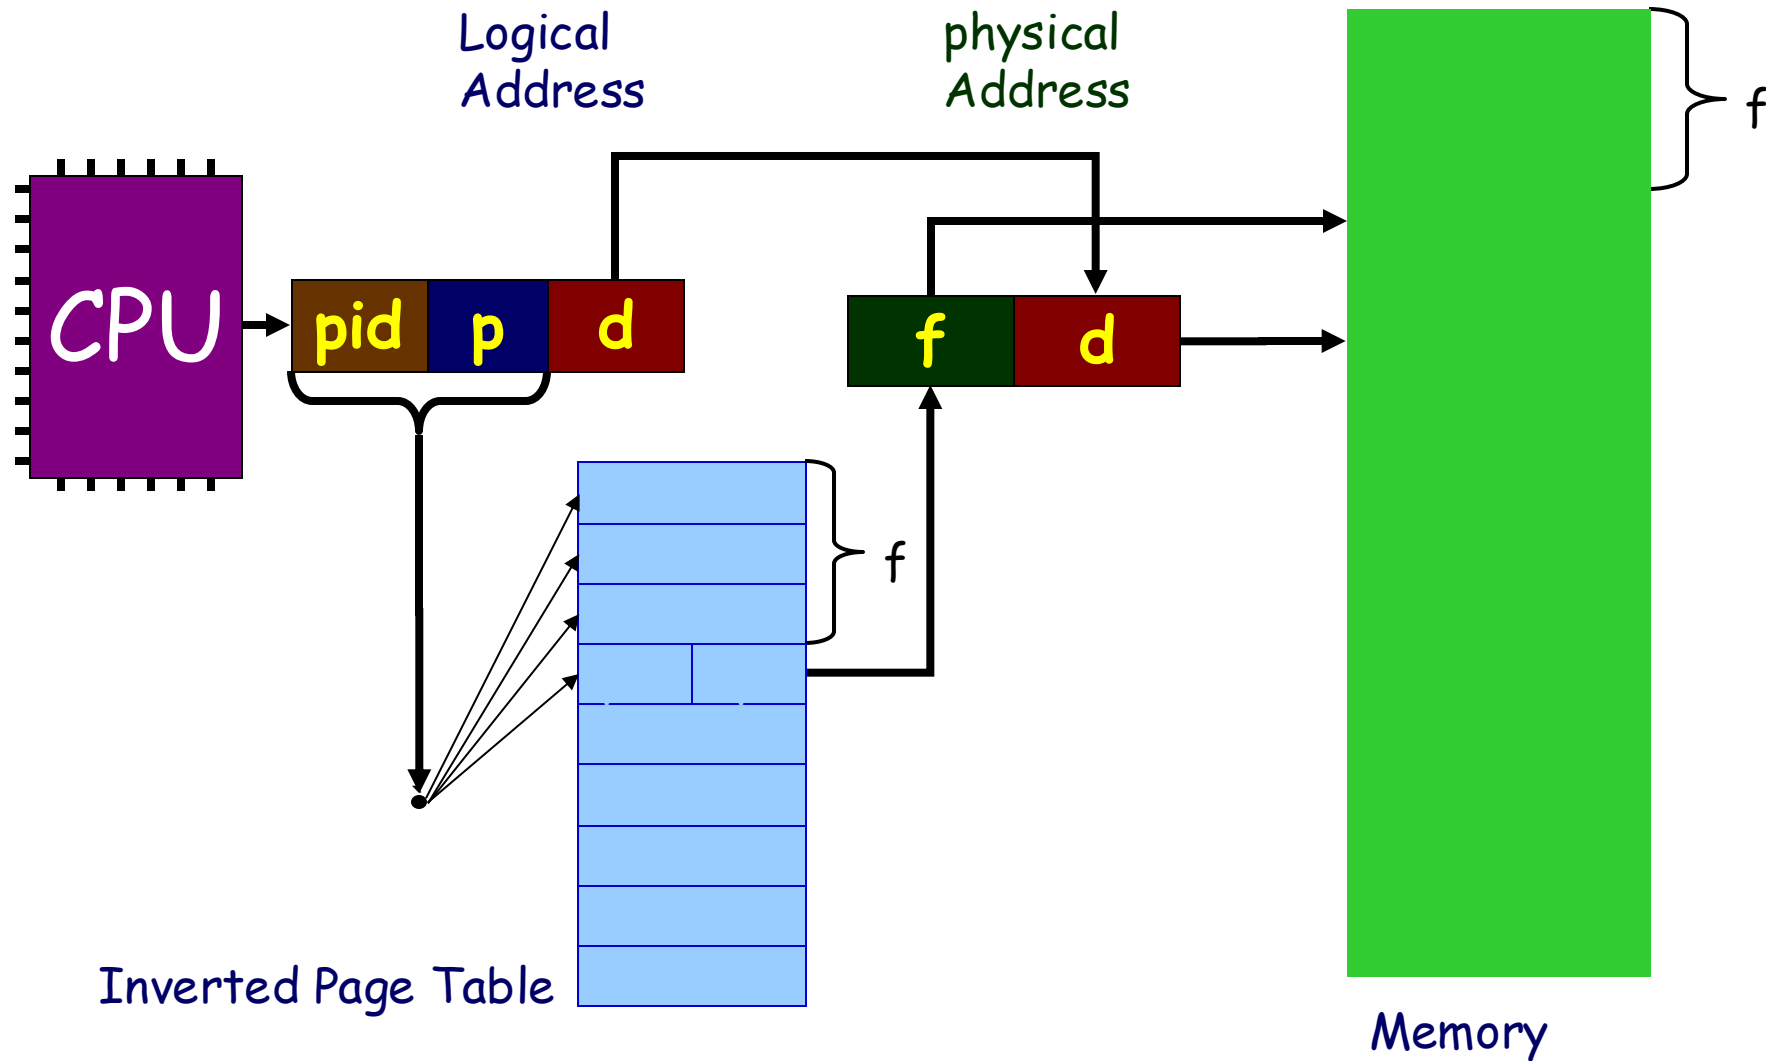 Logical
Address
physical
Address
f
CPU
pid p d
f d
f
Inverted Page Table
Memory